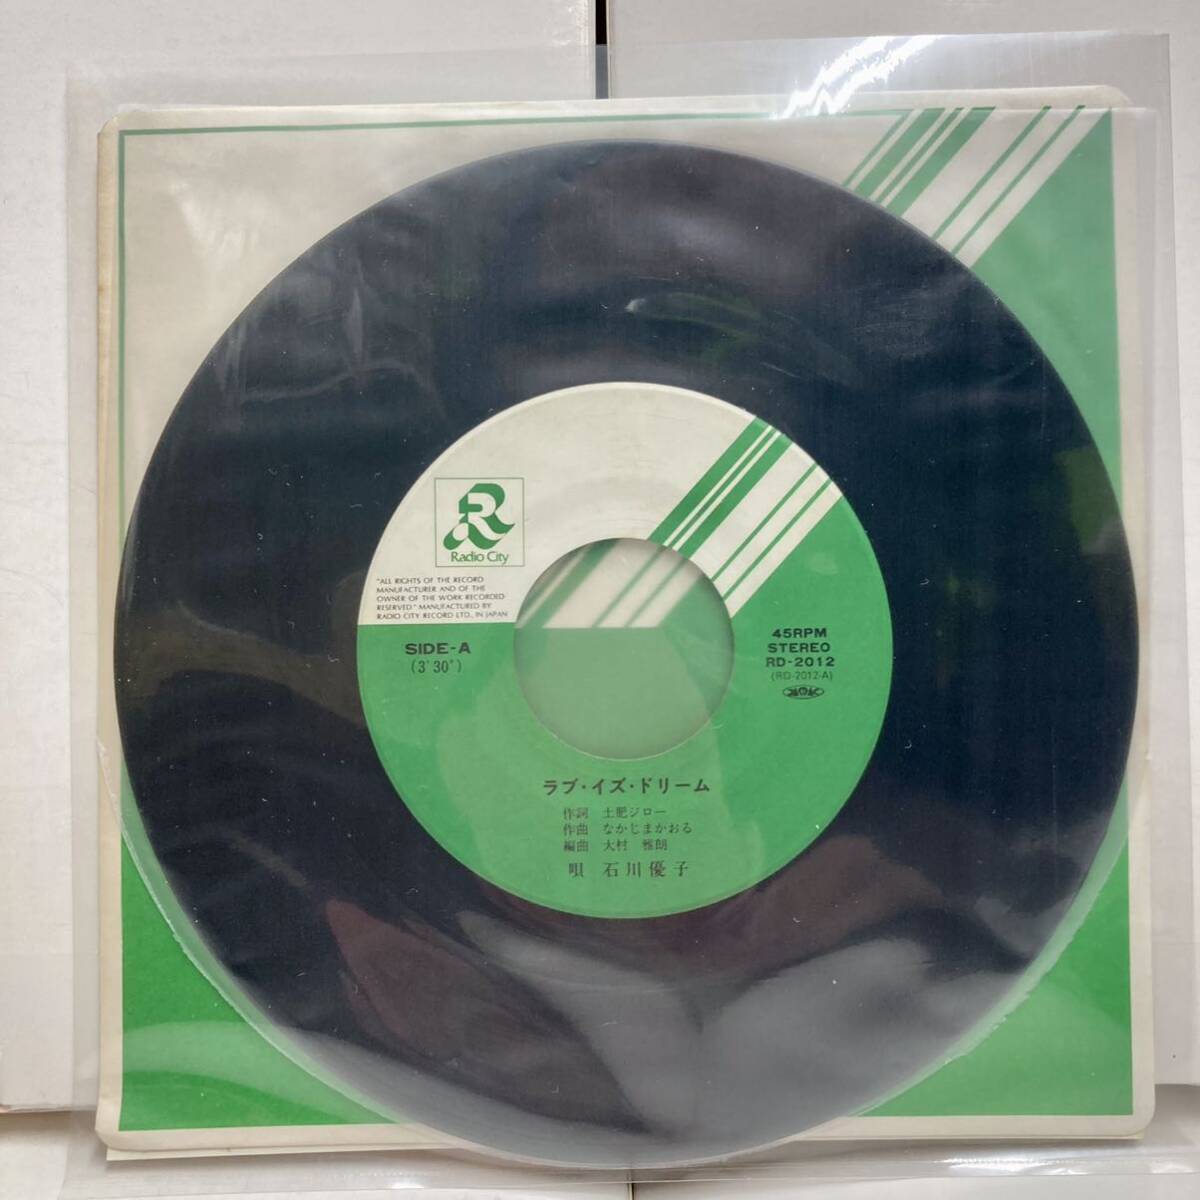 Radio City
"ALL RIGHTS OF THE RECORD
MANUFACTURER AND OF THE
OWNER OF THE WORK RECORDED
RESERVED" MANUFACTURED BY
RADIO CITY RECORD LTD., IN JAPAN
SIDE-A
(3'30")
45RPM
STEREO
RD-2012
(RD-2012-A)
ラブ・イズ・ドリーム
作詞 土肥ジロー
作曲 なかじまかおる
編曲 大村 雅朗
唄 石川優子